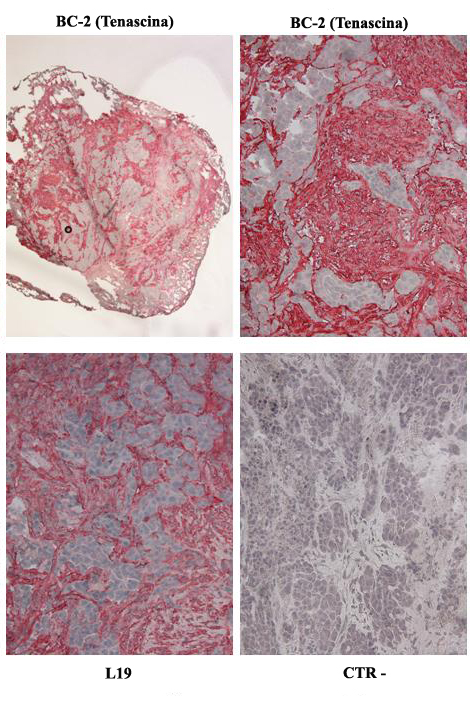 BC-2 (Tenascina)
BC-2 (Tenascina)
L19
CTR -